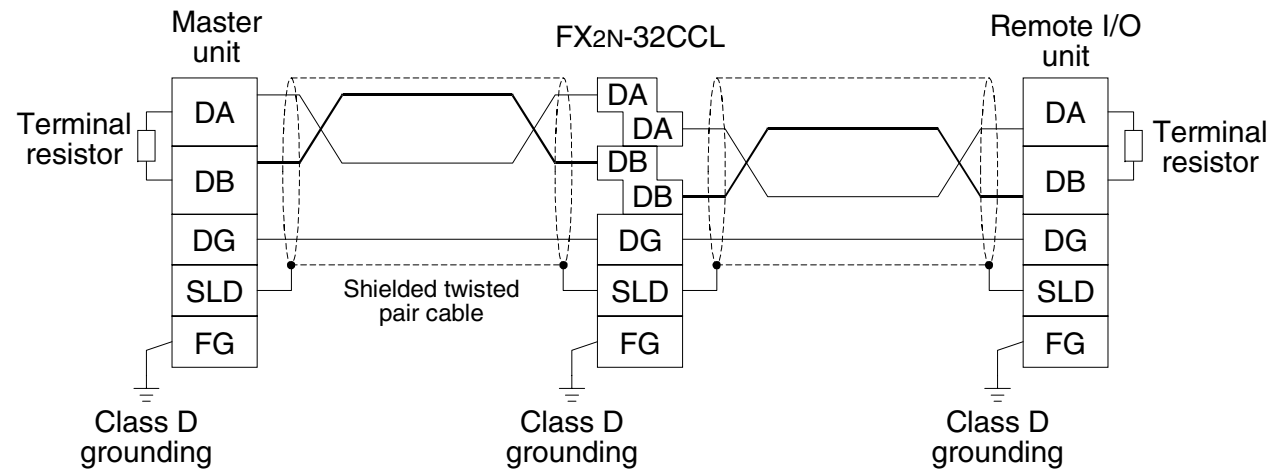 Master
unit
FX2N-32CCL
Remote I/O
unit
Terminal
resistor
DA
DB
DG
SLD
FG
Shielded twisted
pair cable
DA
DA
DB
DB
DG
SLD
FG
DA
DB
DG
SLD
FG
Terminal
resistor
Class D
grounding
Class D
grounding
Class D
grounding